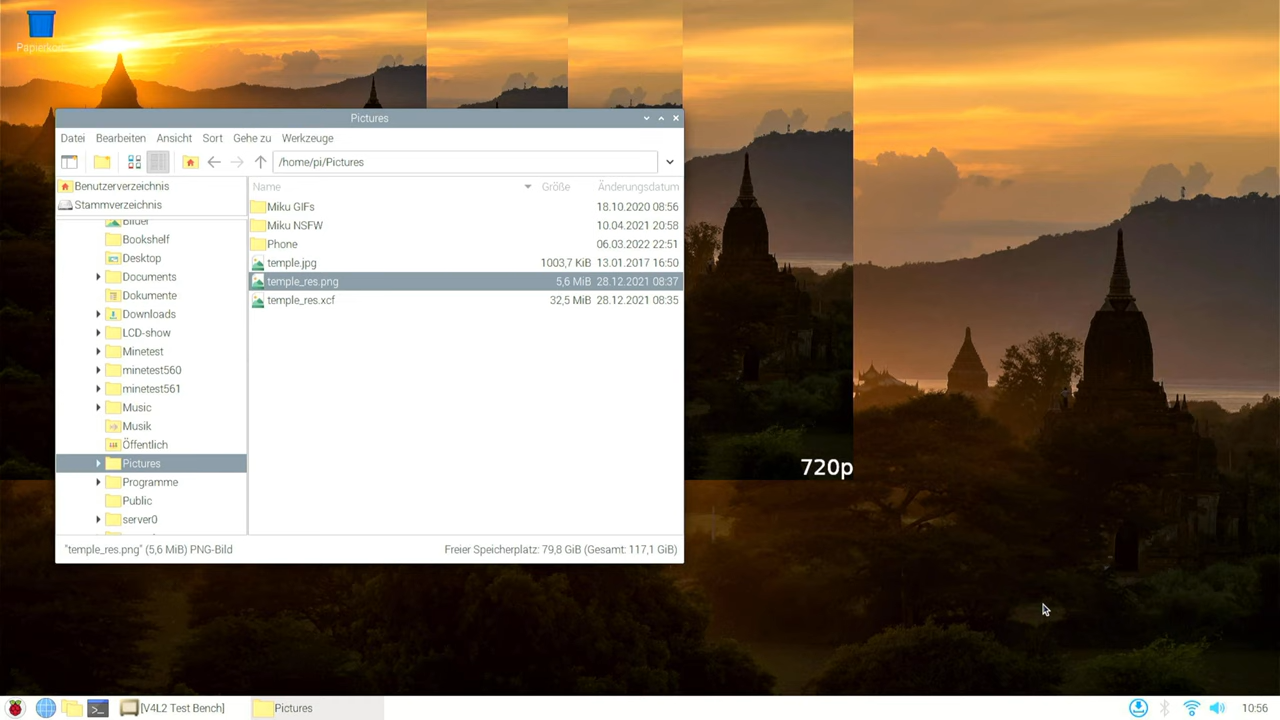 Papierko
Pictures
Datei Bearbeiten Ansicht Sort Gehe zu Werkzeuge
/home/pi/Pictures
Benutzerverzeichnis
Stammverzeichnis
Bilder
Bookshelf
Desktop
Documents
Dokumente
Downloads
LCD-show
Minetest
minetest560
minetest561
Music
Musik
Öffentlich
Pictures
Programme
Public
server0
Name Größe Änderungsdatum
Miku GIFs 18.10.2020 08:56
Miku NSFW 10.04.2021 20:58
Phone 06.03.2022 22:51
temple.jpg 1003,7 KiB 13.01.2017 16:50
temple_res.png 5,6 MiB 28.12.2021 08:37
temple_res.xcf 32,5 MiB 28.12.2021 08:35
"temple_res.png" (5,6 MiB) PNG-Bild Freier Speicherplatz: 79,8 GiB (Gesamt: 117,1 GiB)
720p
[V4L2 Test Bench] Pictures 10:56